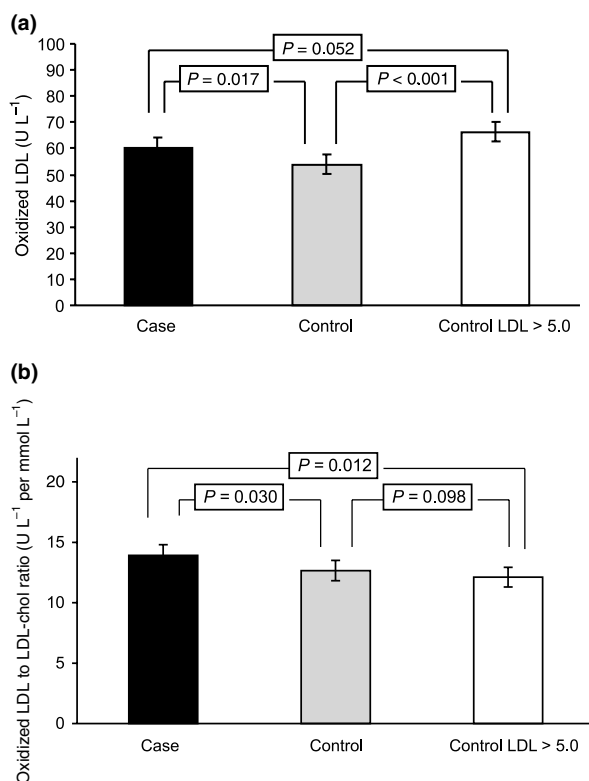 (a)
P = 0.052
P = 0.017
P < 0.001
Oxidized LDL (U L⁻¹)
100
90
80
70
60
50
40
30
20
10
0
Case Control Control LDL > 5.0
(b)
P = 0.012
P = 0.030
P = 0.098
Oxidized LDL to LDL-chol ratio (U L⁻¹ per mmol L⁻¹)
20
15
10
5
0
Case Control Control LDL > 5.0